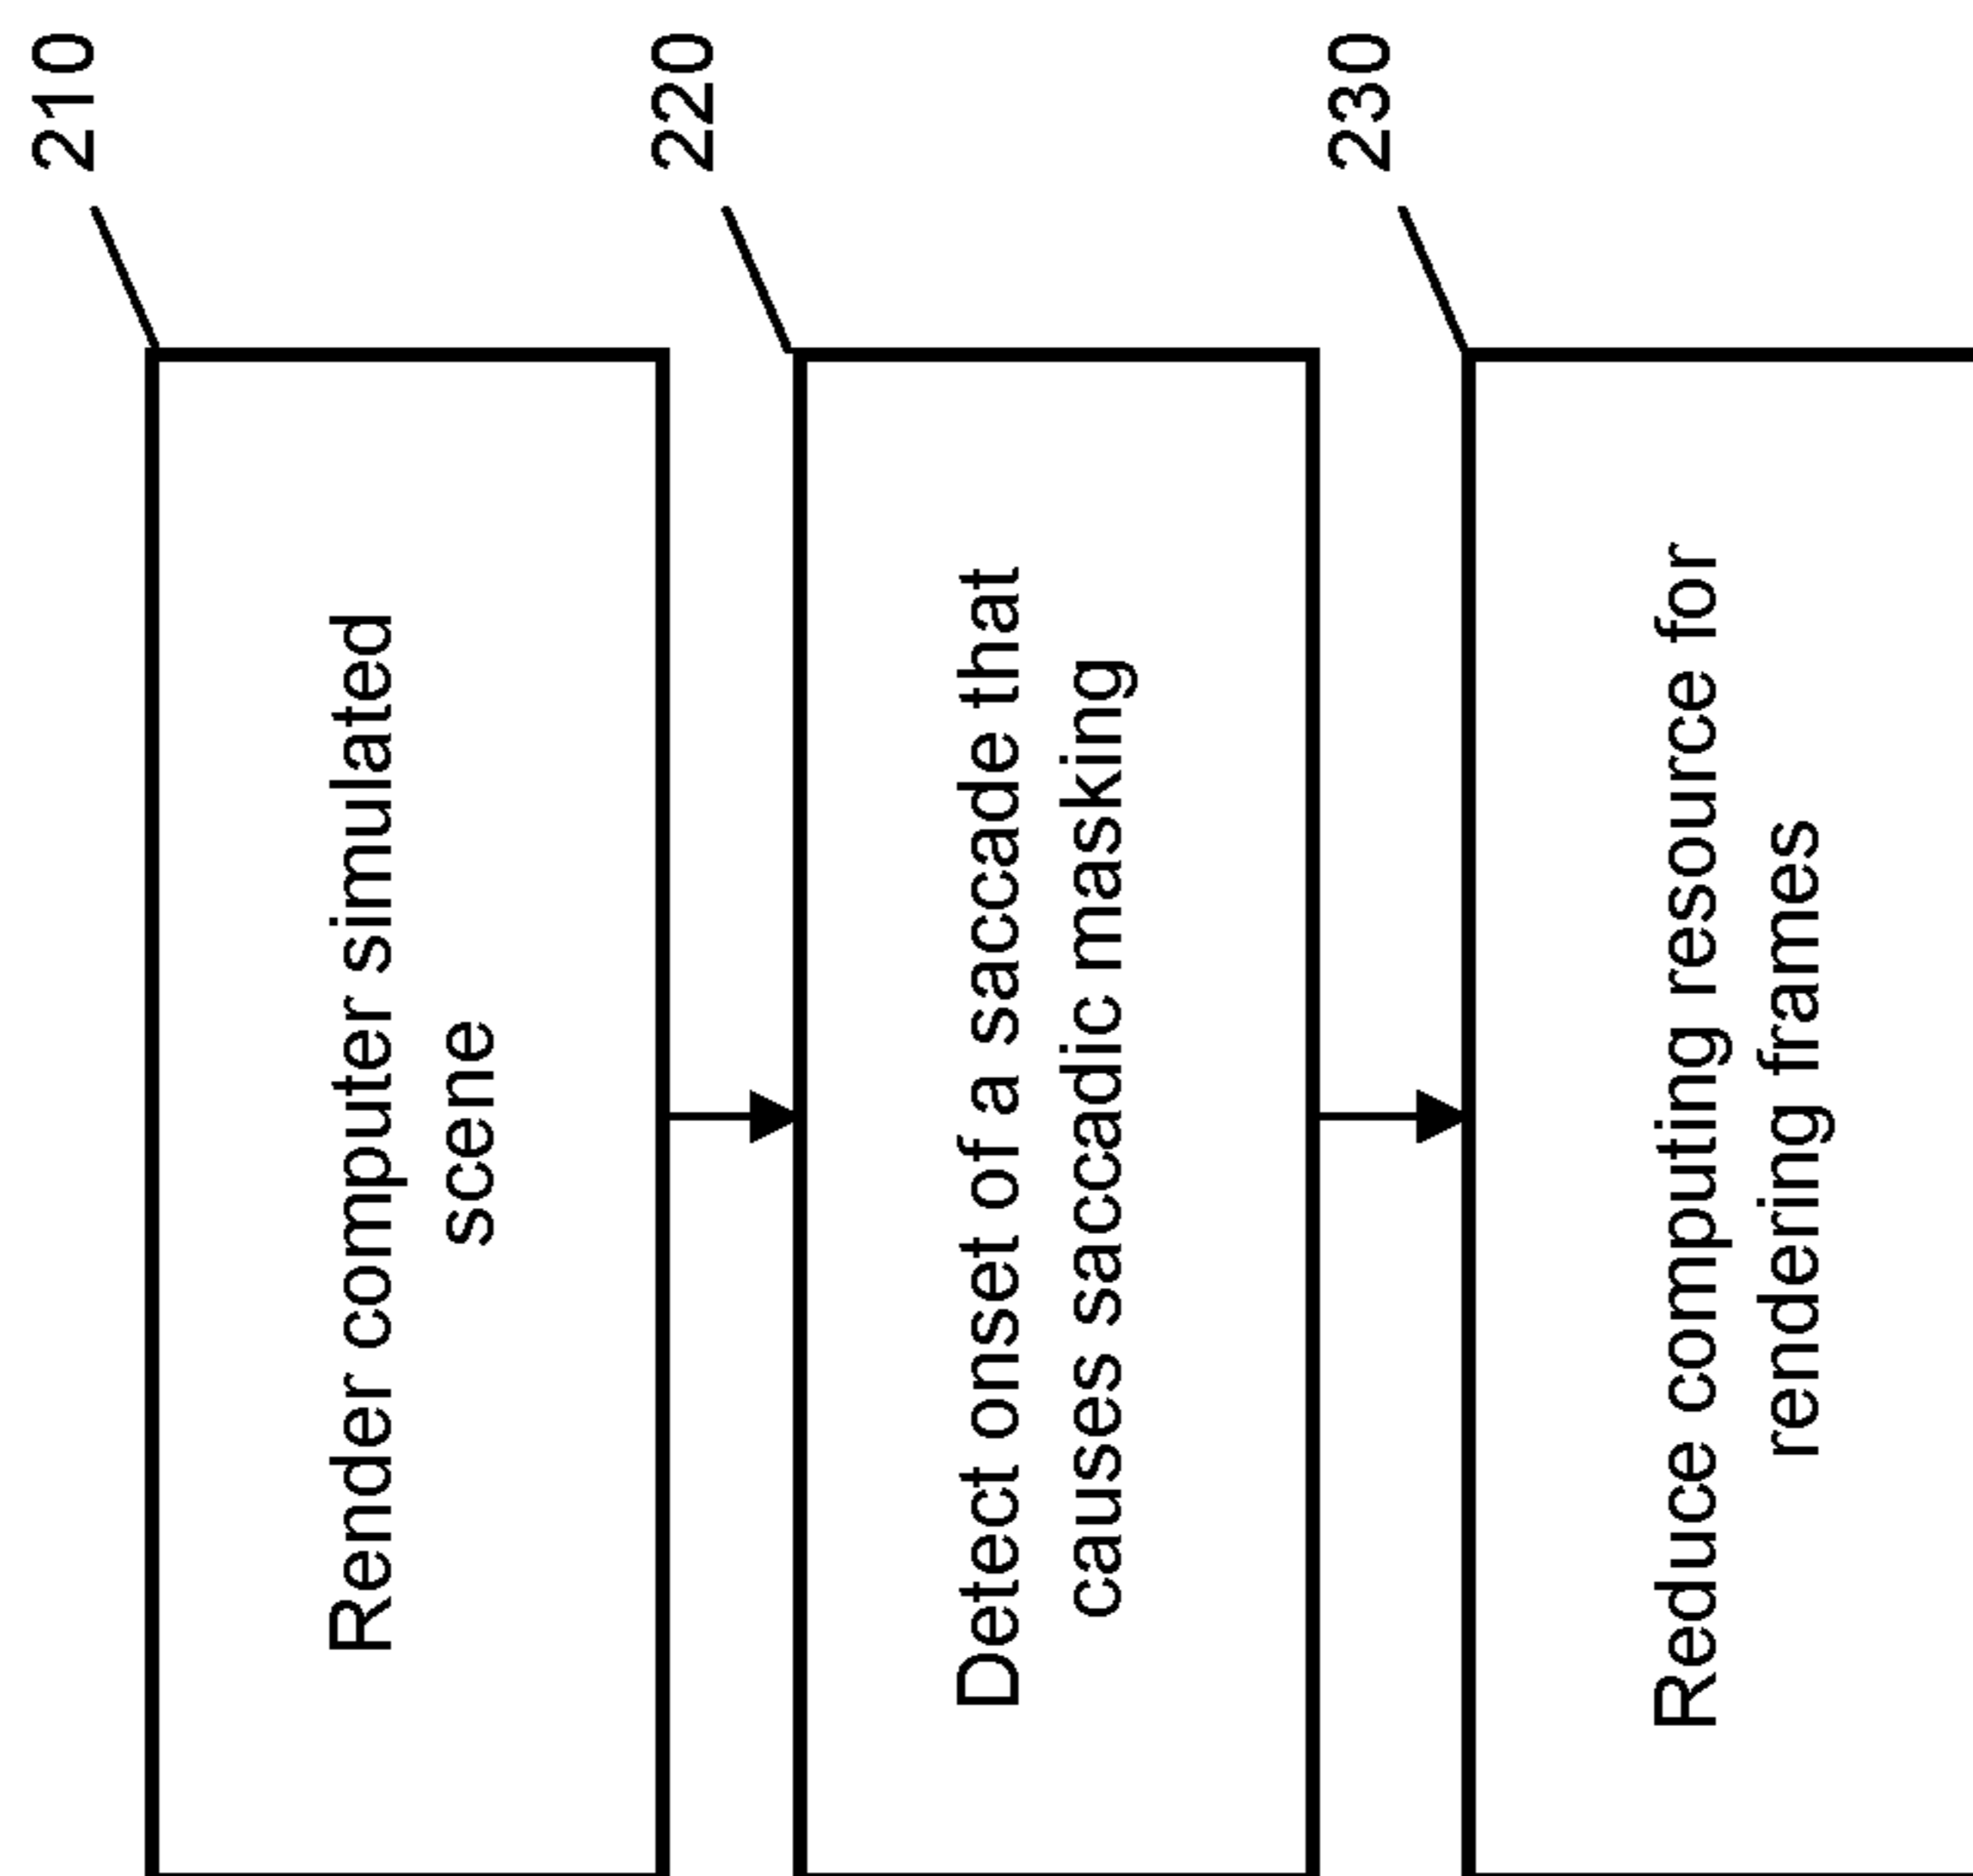 210
Render computer simulated
scene
220
Detect onset of a saccade that
causes saccadic masking
230
Reduce computing resource for
rendering frames